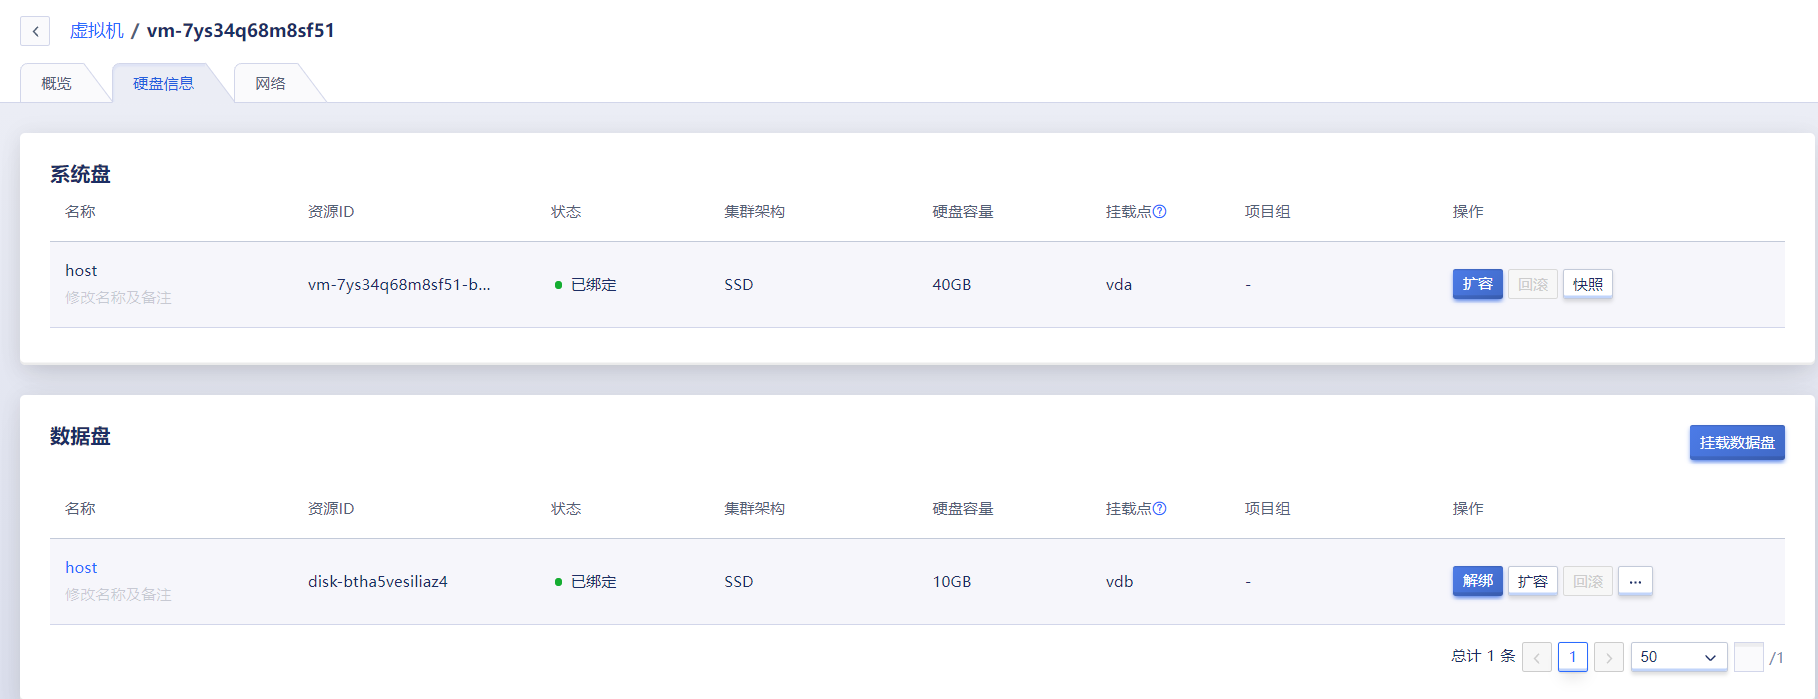 虚拟机 / vm-7ys34q68m8sf51
概览 硬盘信息 网络
系统盘
名称 资源ID 状态 集群架构 硬盘容量 挂载点 项目组 操作
host
修改名称及备注
vm-7ys34q68m8sf51-b... 已绑定 SSD 40GB vda - 扩容 回滚 快照
数据盘
挂载数据盘
名称 资源ID 状态 集群架构 硬盘容量 挂载点 项目组 操作
host
修改名称及备注
disk-btha5vesiliaz4 已绑定 SSD 10GB vdb - 解绑 扩容 回滚 ...
总计 1 条 1 50 /1